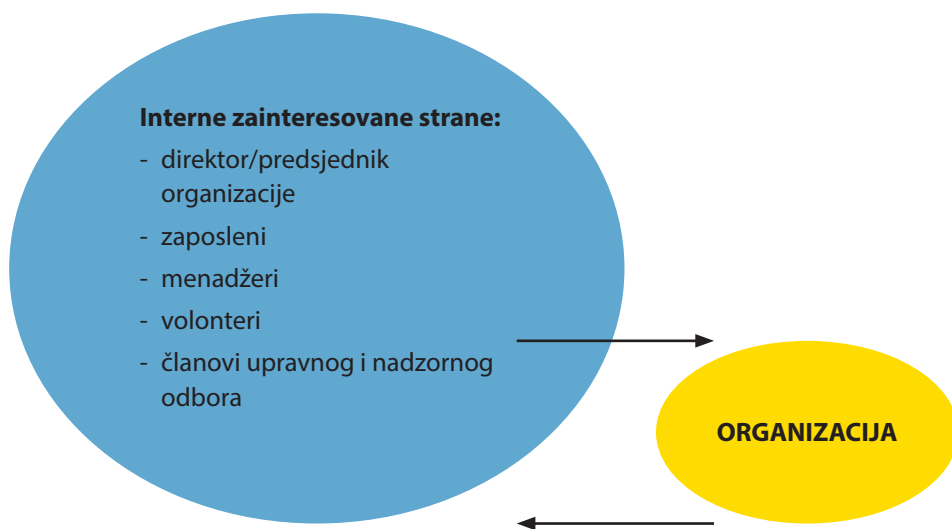 Interne zainteresovane strane:
- direktor/predsjednik
organizacije
- zaposleni
- menadžeri
- volonteri
- članovi upravnog i nadzornog
odbora
ORGANIZACIJA